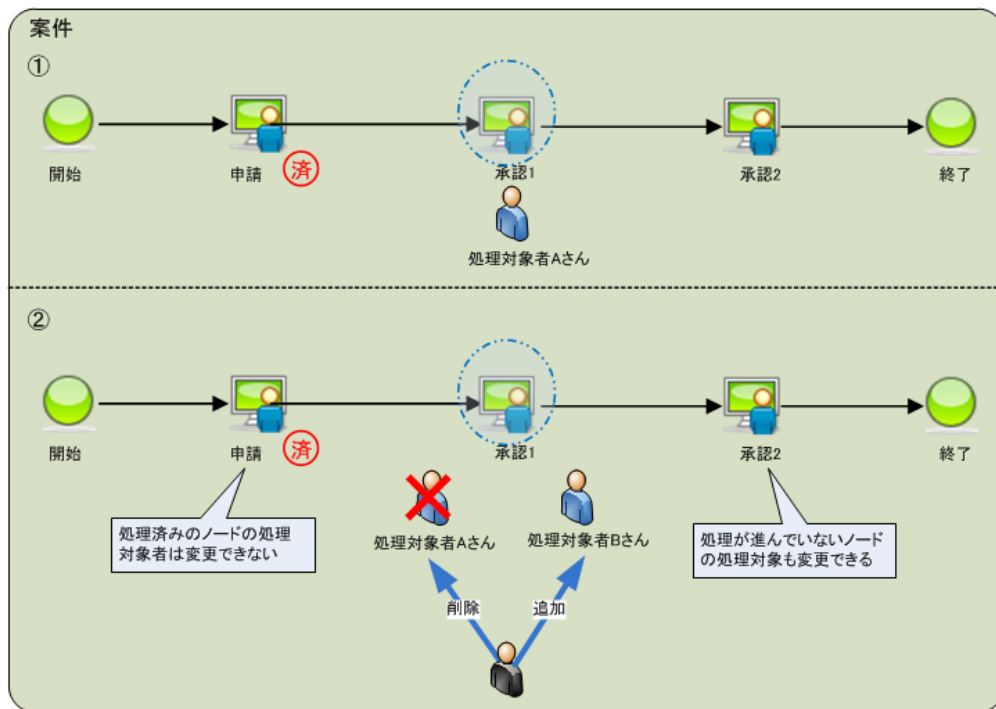 案件
①
開始
申請
済
承認1
承認2
終了
処理対象者Aさん
②
開始
申請
済
承認1
承認2
終了
処理済みのノードの処理
対象者は変更できない
処理対象者Aさん
処理対象者Bさん
処理が進んでいないノード
の処理対象も変更できる
削除
追加